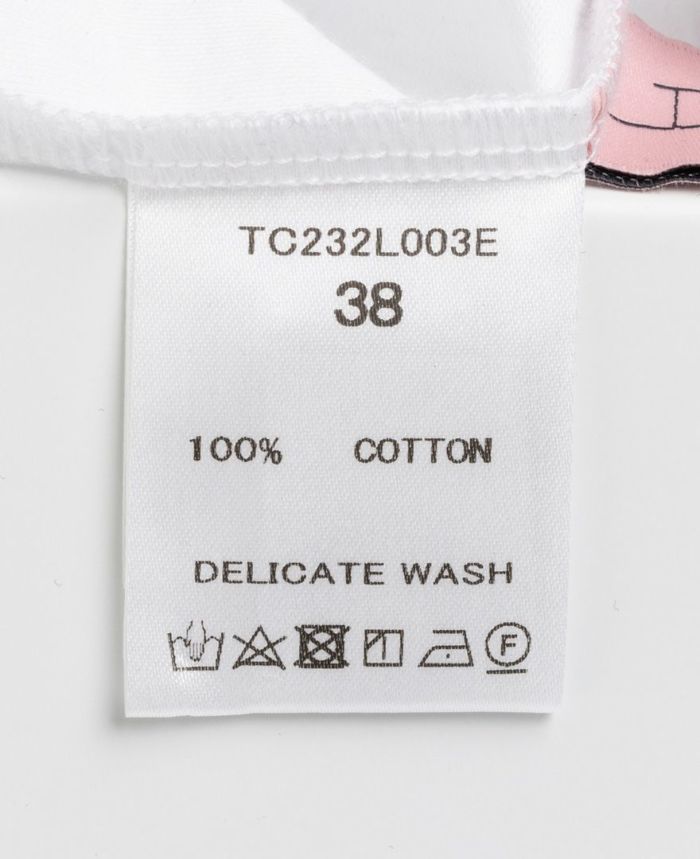 TC232L003E
38
100% COTTON
DELICATE WASH
F